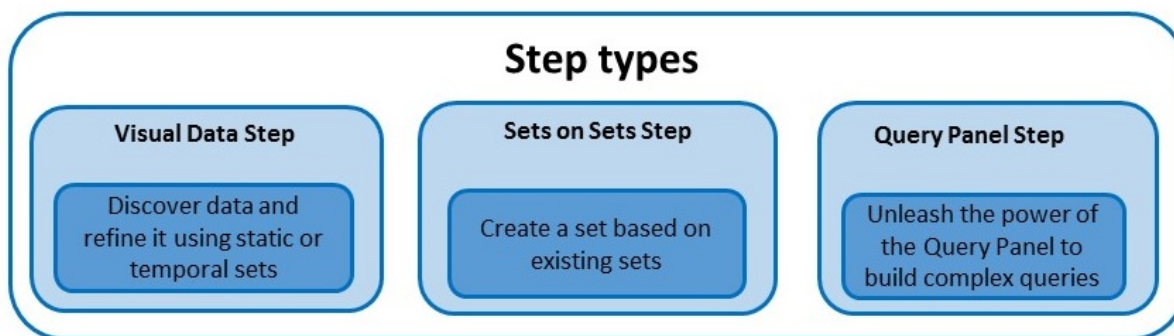 Step types
Visual Data Step
Discover data and
refine it using static or
temporal sets
Sets on Sets Step
Create a set based on
existing sets
Query Panel Step
Unleash the power of
the Query Panel to
build complex queries